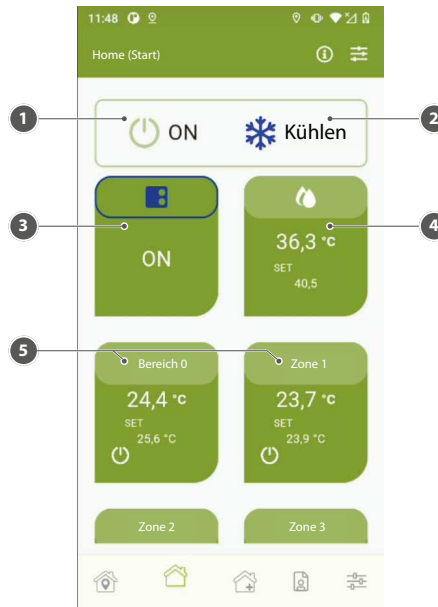 11:48
Home (Start)
1
2
ON
Kühlen
3
4
ON
36,3 °C
SET
40,5
5
Bereich 0
Zone 1
24,4 °C
23,7 °C
SET
SET
25,6 °C
23,9 °C
Zone 2
Zone 3